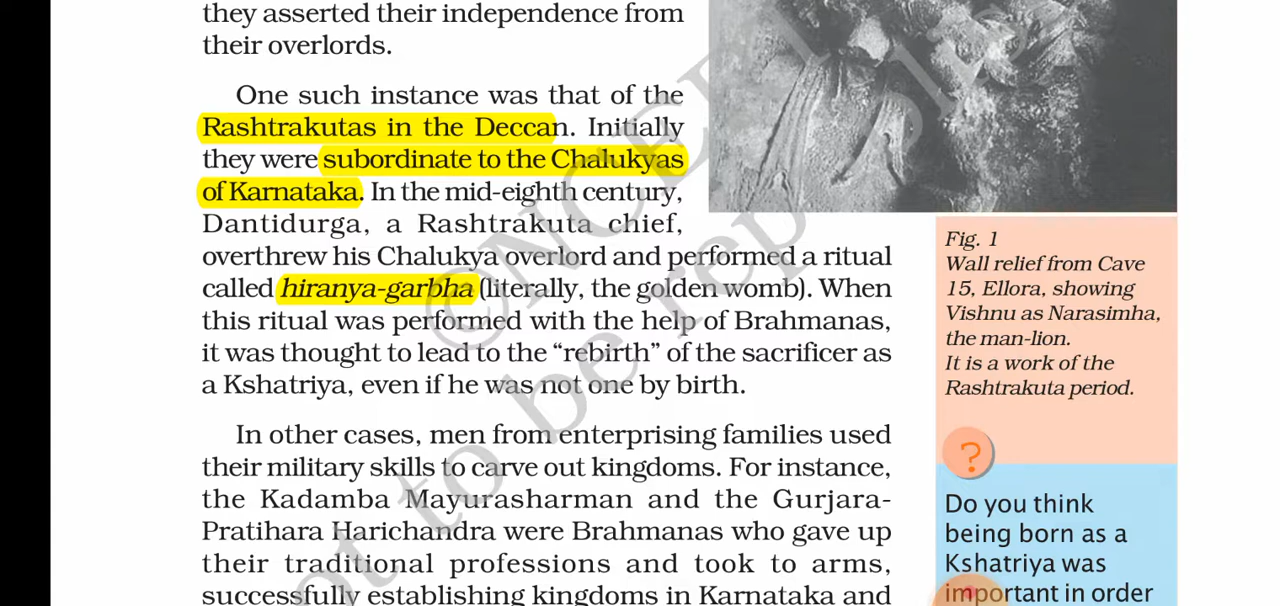 they asserted their independence from
their overlords.
One such instance was that of the
Rashtrakutas in the Deccan. Initially
they were subordinate to the Chalukyas
of Karnataka. In the mid-eighth century,
Dantidurga, a Rashtrakuta chief,
overthrew his Chalukya overlord and performed a ritual
called hiranya-garbha (literally, the golden womb). When
this ritual was performed with the help of Brahmanas,
it was thought to lead to the “rebirth” of the sacrificer as
a Kshatriya, even if he was not one by birth.
In other cases, men from enterprising families used
their military skills to carve out kingdoms. For instance,
the Kadamba Mayurasharman and the Gurjara-
Pratihara Harichandra were Brahmanas who gave up
their traditional professions and took to arms,
successfully establishing kingdoms in Karnataka and
Fig. 1
Wall relief from Cave
15, Ellora, showing
Vishnu as Narasimha,
the man-lion.
It is a work of the
Rashtrakuta period.
?
Do you think
being born as a
Kshatriya was
important in order
©NCE
not to be rep